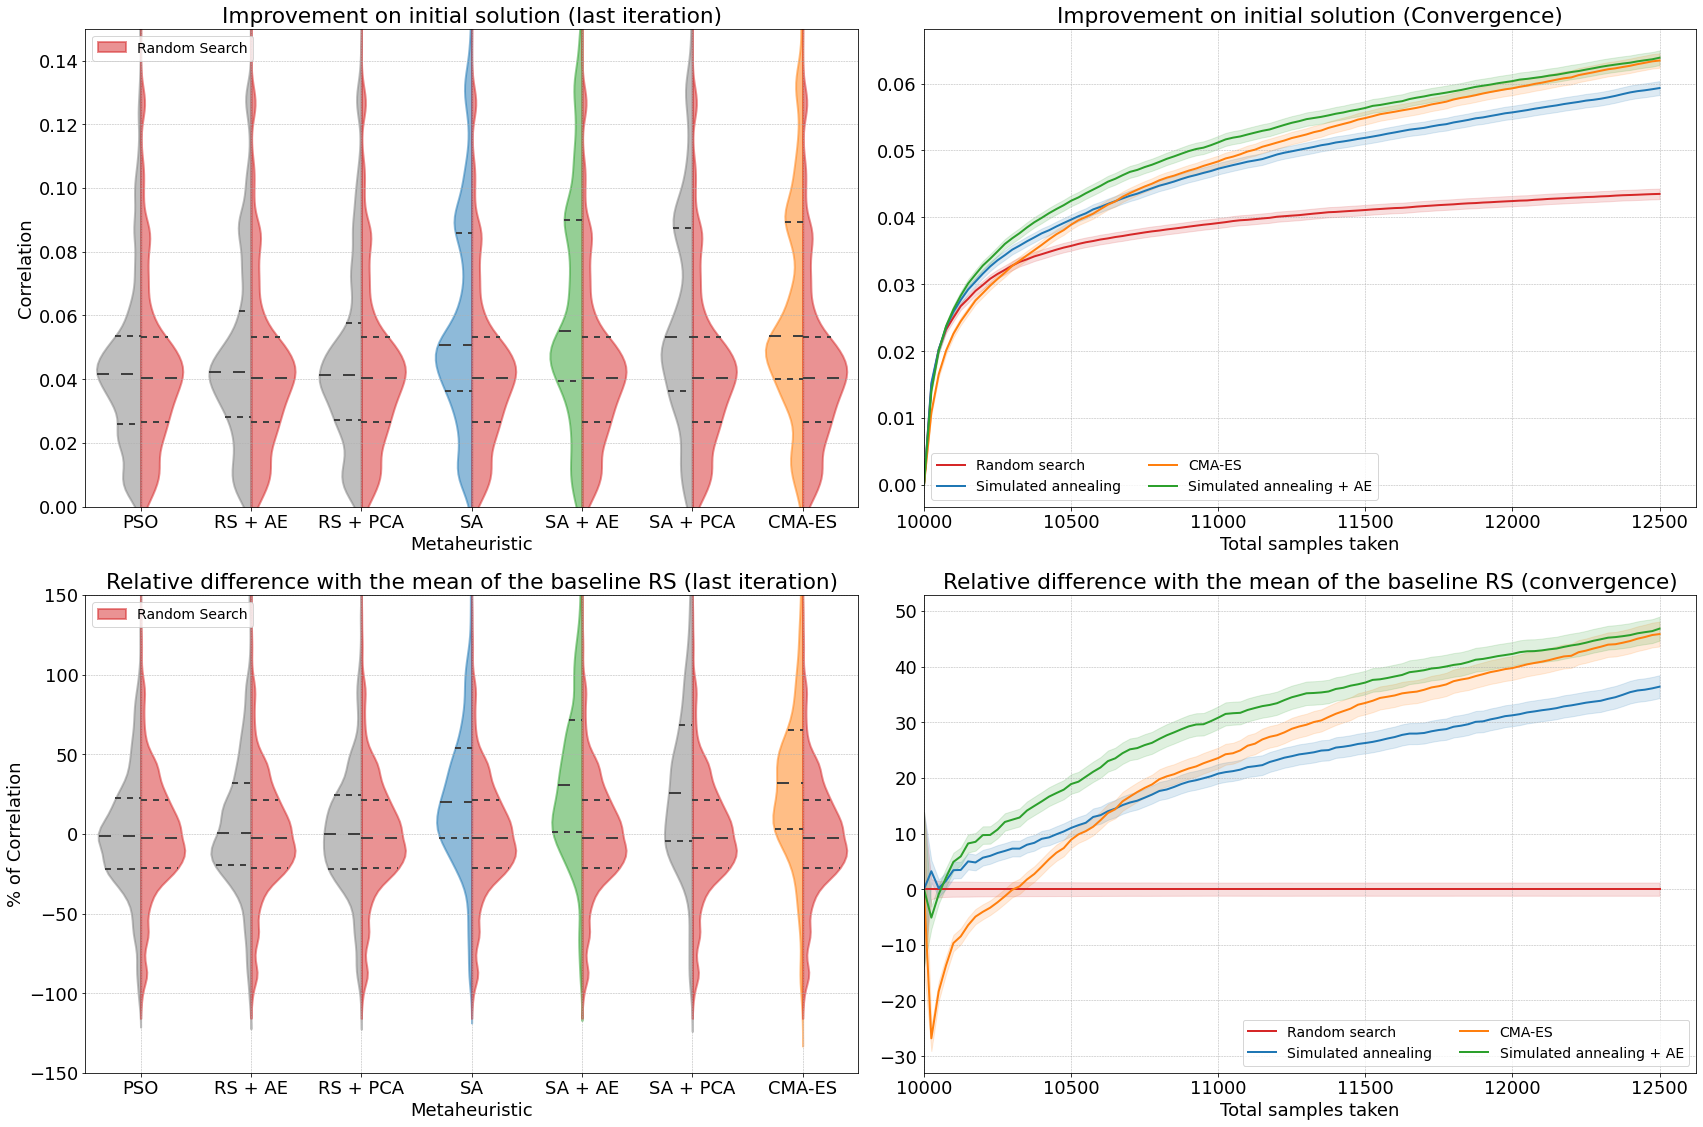 Improvement on initial solution (last iteration)
Random Search
0.14
0.12
0.10
0.08
0.06
0.04
0.02
0.00
Correlation
PSO RS + AE RS + PCA SA SA + AE SA + PCA CMA-ES
Metaheuristic
Improvement on initial solution (Convergence)
0.06
0.05
0.04
0.03
0.02
0.01
0.00
Random search CMA-ES
Simulated annealing Simulated annealing + AE
10000 10500 11000 11500 12000 12500
Total samples taken
Relative difference with the mean of the baseline RS (last iteration)
Random Search
150
100
50
0
−50
−100
−150
% of Correlation
PSO RS + AE RS + PCA SA SA + AE SA + PCA CMA-ES
Metaheuristic
Relative difference with the mean of the baseline RS (convergence)
50
40
30
20
10
0
−10
−20
−30
Random search CMA-ES
Simulated annealing Simulated annealing + AE
10000 10500 11000 11500 12000 12500
Total samples taken